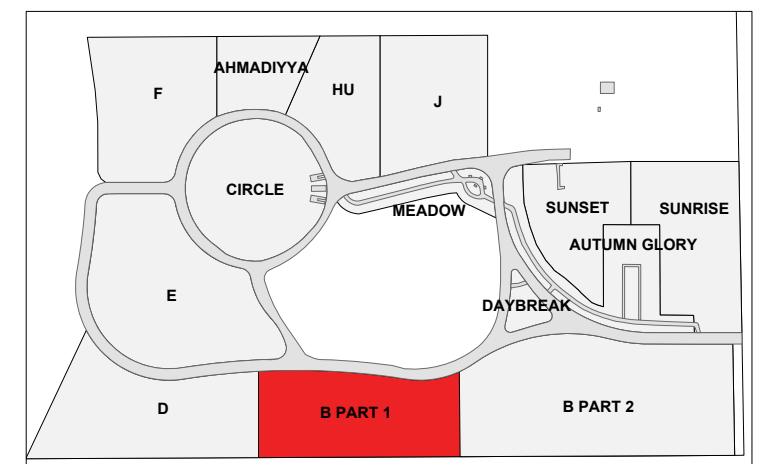 AHMADIYYA
F
HU
J
CIRCLE
MEADOW
SUNSET
SUNRISE
AUTUMN GLORY
E
DAYBREAK
D
B PART 1
B PART 2